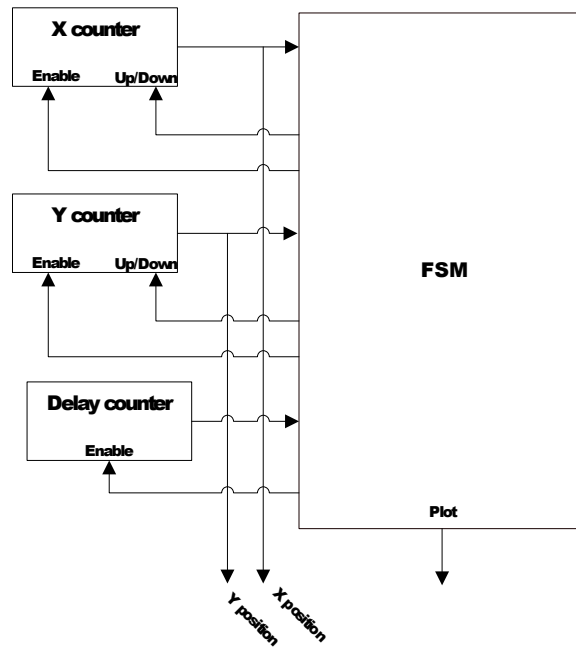 X counter
Enable Up/Down
Y counter
Enable Up/Down
FSM
Delay counter
Enable
Plot
Y position
X position